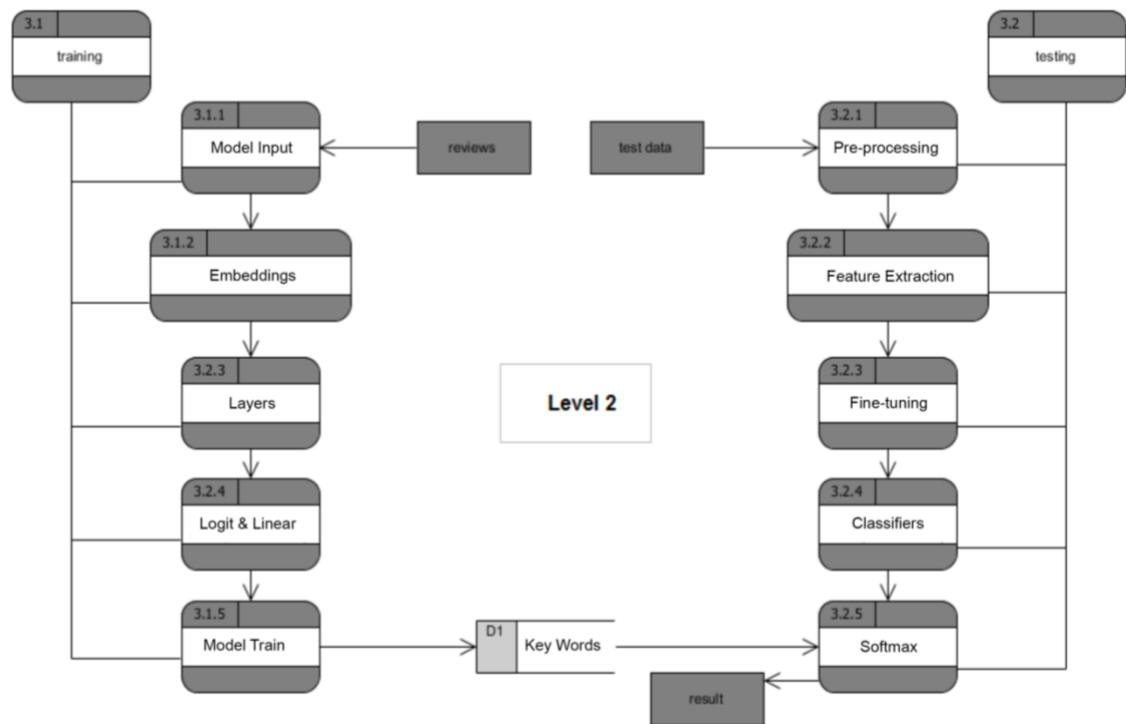 3.1
training
3.2
testing
3.1.1
Model Input
reviews
test data
3.2.1
Pre-processing
3.1.2
Embeddings
3.2.2
Feature Extraction
3.2.3
Layers
Level 2
3.2.3
Fine-tuning
3.2.4
Logit & Linear
3.2.4
Classifiers
3.1.5
Model Train
D1
Key Words
3.2.5
Softmax
result